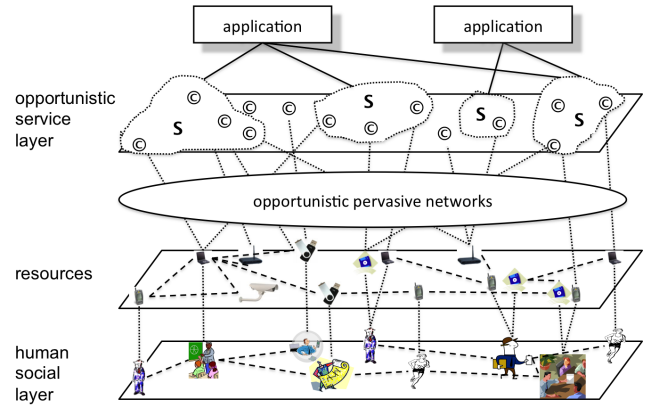 application
application
opportunistic
service
layer
© © ©
S
© ©
©
S
© ©
©
©
S
©
© ©
S
©
opportunistic pervasive networks
resources
human
social
layer